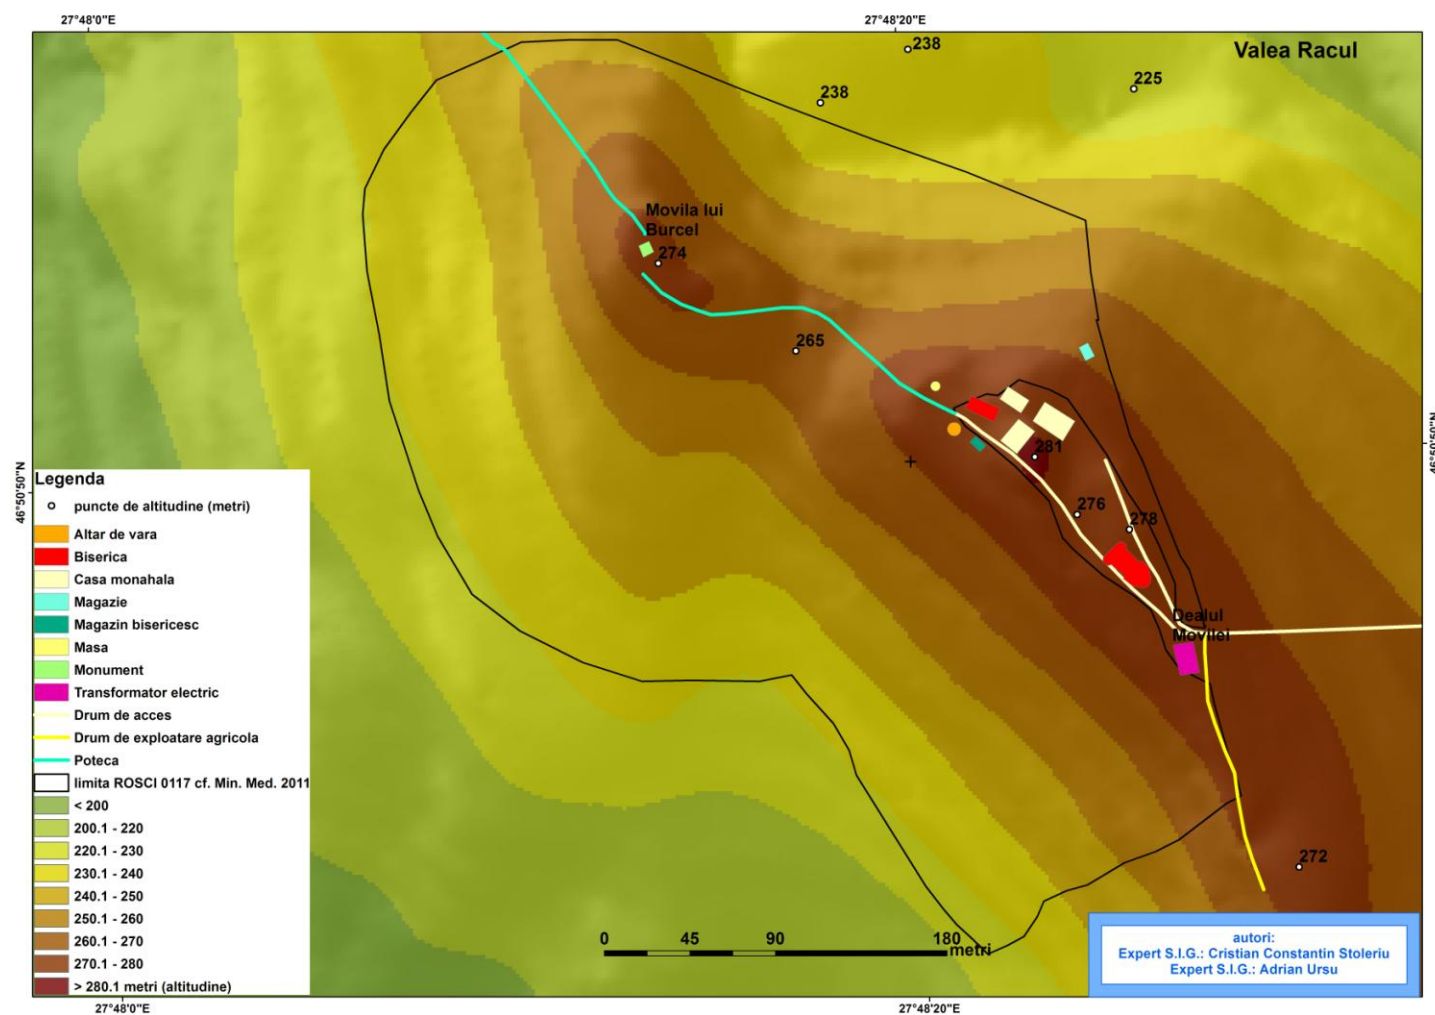 27°48'0"E
27°48'20"E
Valea Racul
238
238
225
Movila lui
Burcel
274
265
281
276
278
Dealul
Movilei
272
46°50'50"N
46°50'50"N
Legenda
puncte de altitudine (metri)
Altar de vara
Biserica
Casa monahala
Magazie
Magazin bisericesc
Masa
Monument
Transformator electric
Drum de acces
Drum de exploatare agricola
Poteca
limita ROSCI 0117 cf. Min. Med. 2011
< 200
200.1 - 220
220.1 - 230
230.1 - 240
240.1 - 250
250.1 - 260
260.1 - 270
270.1 - 280
> 280.1 metri (altitudine)
0 45 90 180
metri
autori:
Expert S.I.G.: Cristian Constantin Stoleriu
Expert S.I.G.: Adrian Ursu
27°48'0"E
27°48'20"E